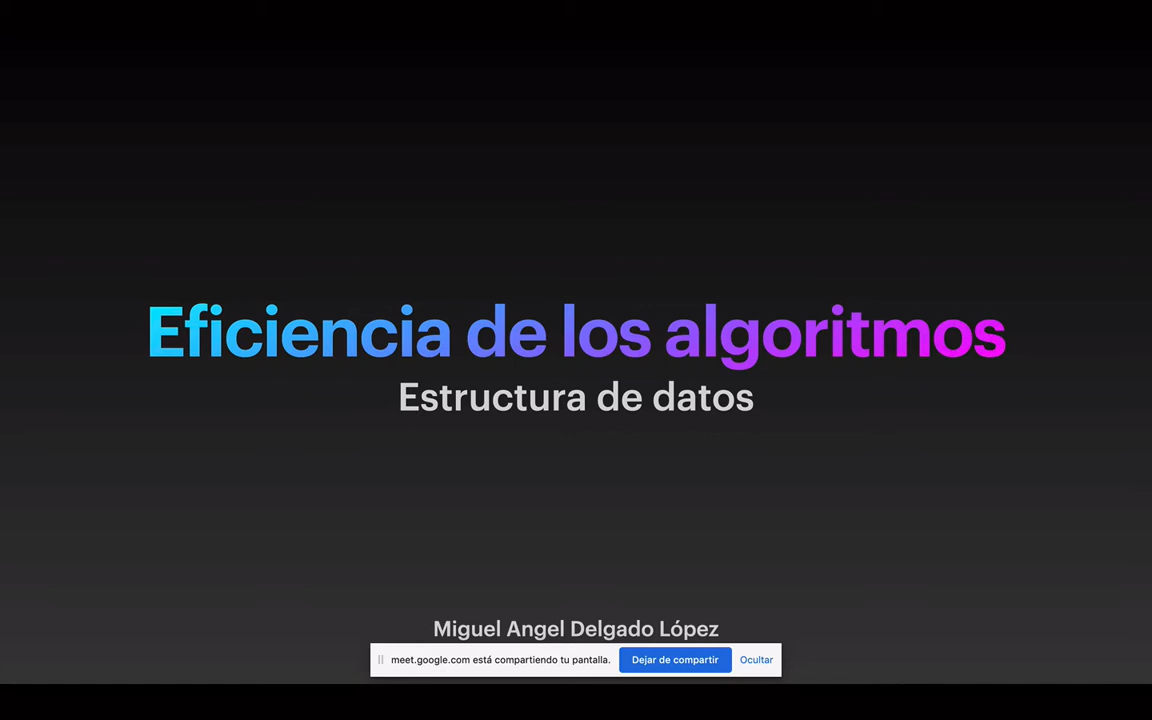 Eficiencia de los algoritmos
Estructura de datos
Miguel Angel Delgado López
meet.google.com está compartiendo tu pantalla. Dejar de compartir Ocultar